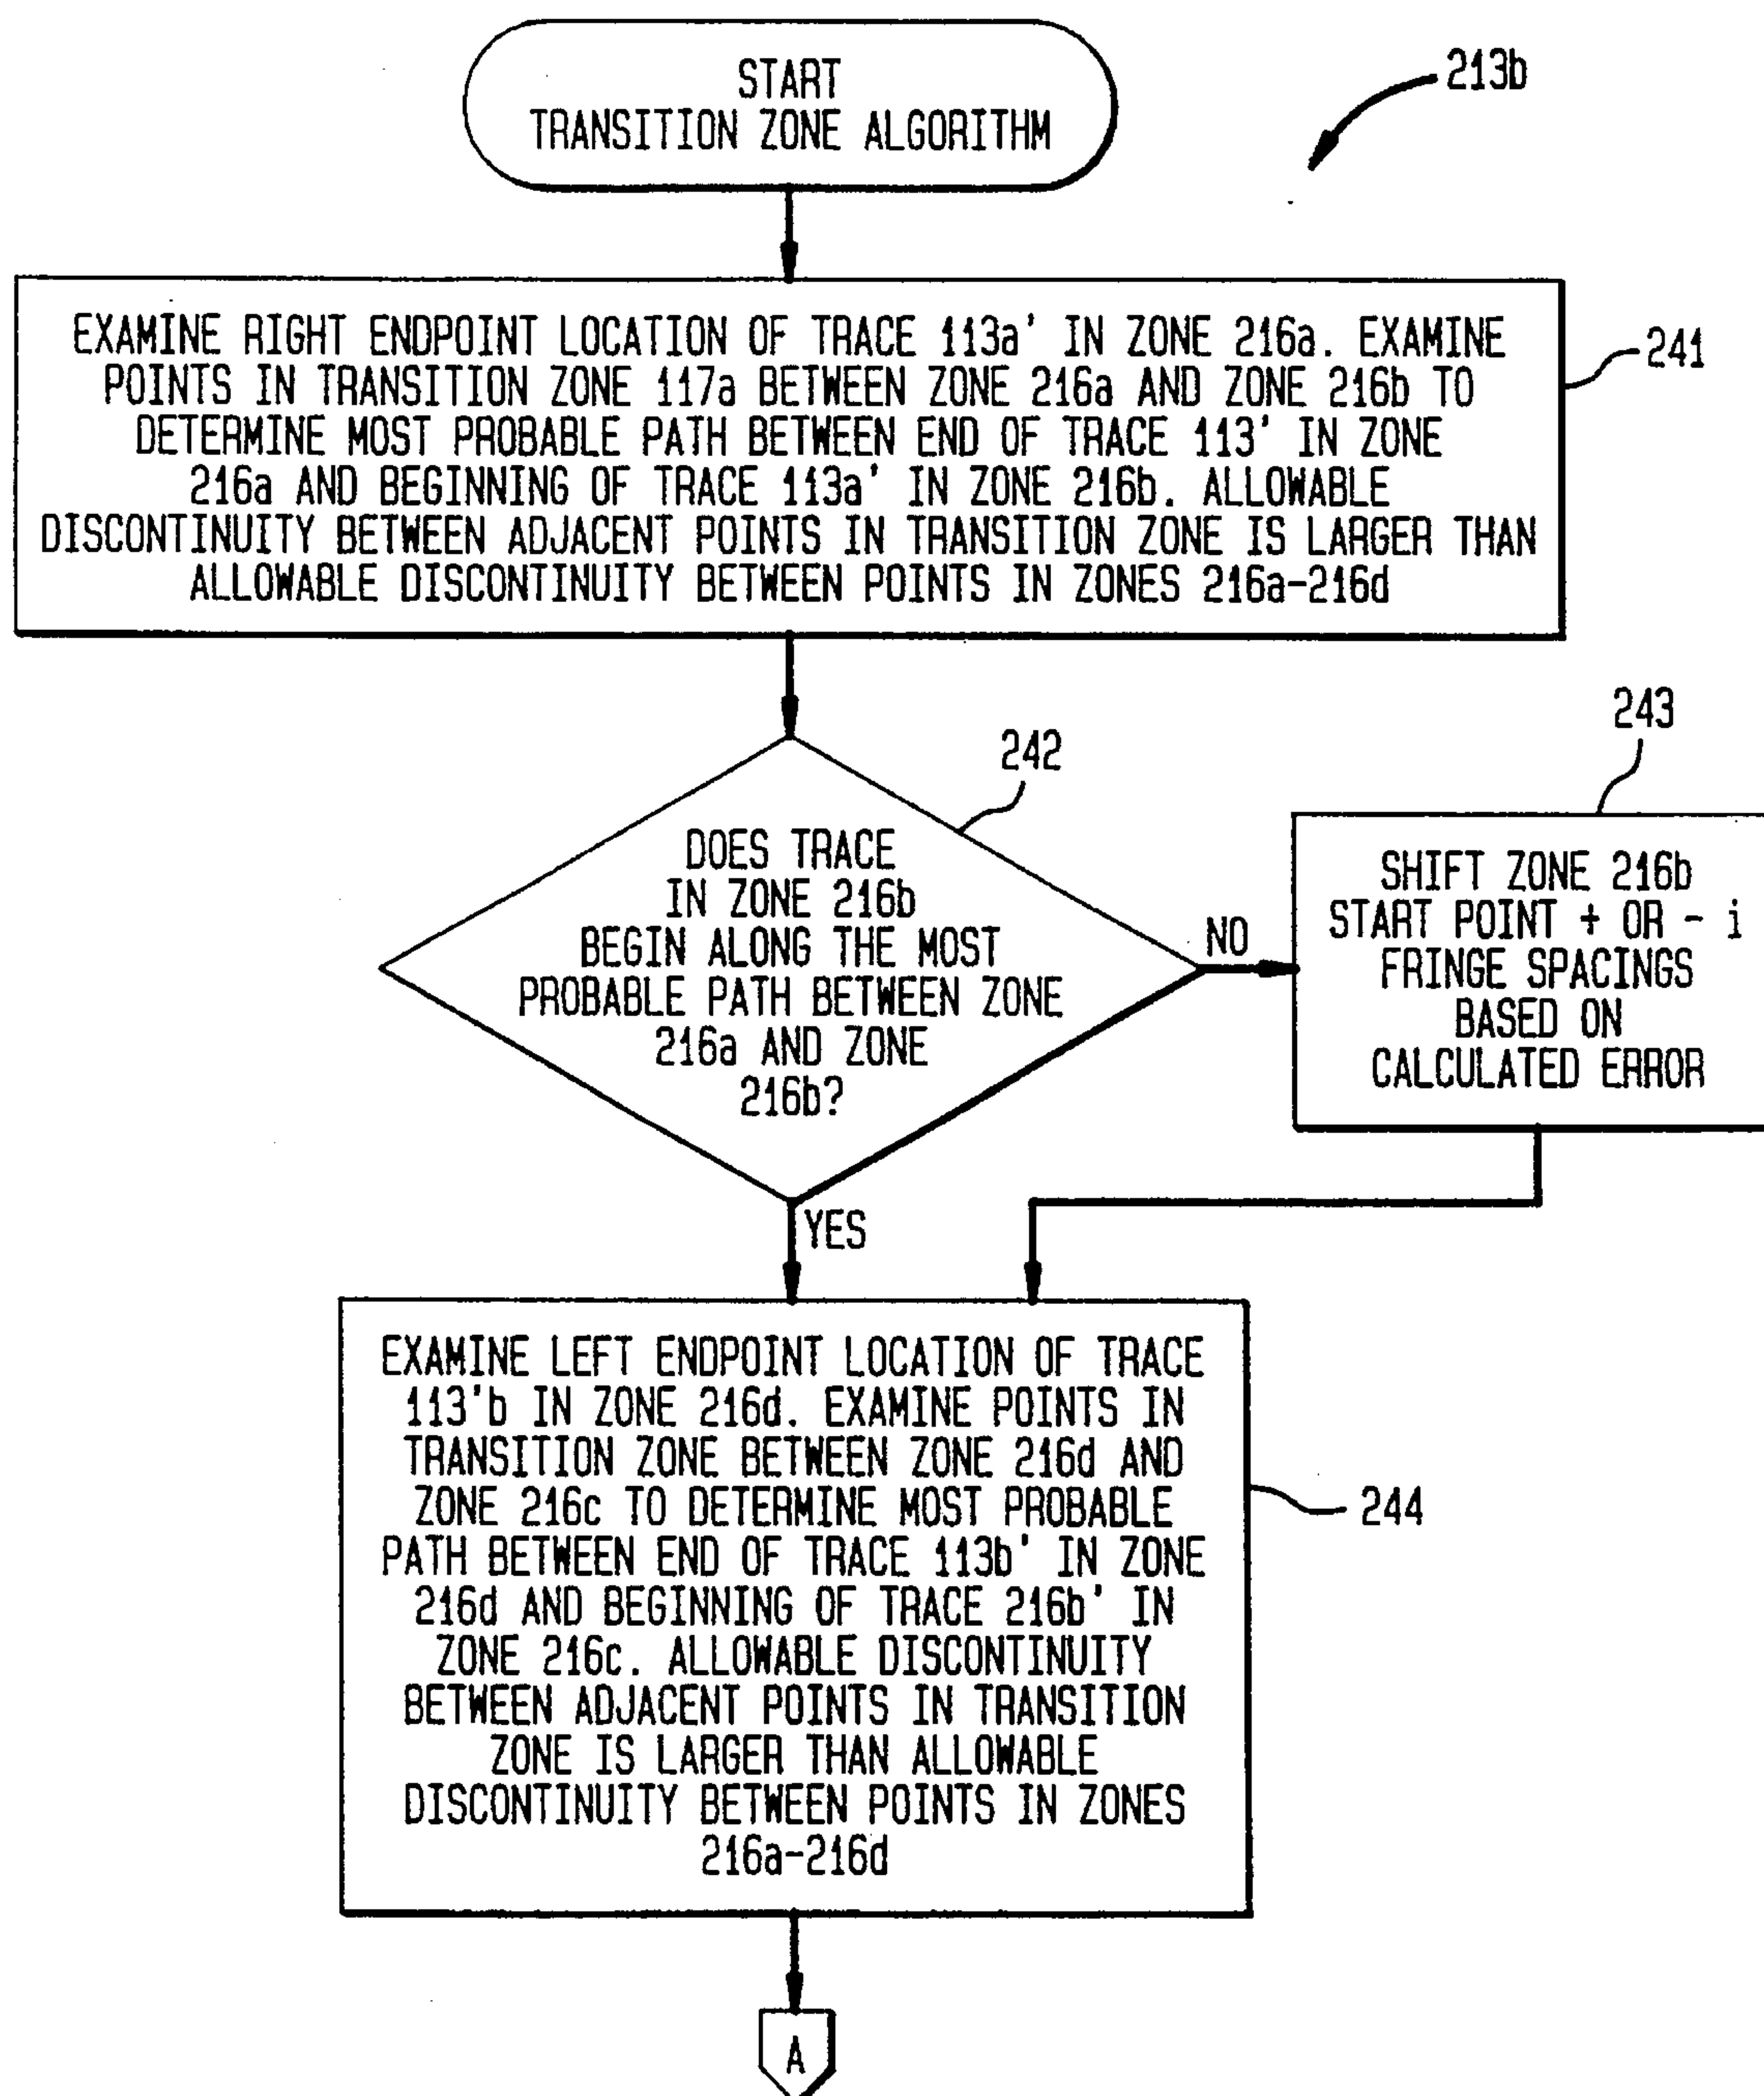 START
TRANSITION ZONE ALGORITHM
213b
EXAMINE RIGHT ENDPOINT LOCATION OF TRACE 113a' IN ZONE 216a. EXAMINE
POINTS IN TRANSITION ZONE 117a BETWEEN ZONE 216a AND ZONE 216b TO
DETERMINE MOST PROBABLE PATH BETWEEN END OF TRACE 113' IN ZONE
216a AND BEGINNING OF TRACE 113a' IN ZONE 216b. ALLOWABLE
DISCONTINUITY BETWEEN ADJACENT POINTS IN TRANSITION ZONE IS LARGER THAN
ALLOWABLE DISCONTINUITY BETWEEN POINTS IN ZONES 216a-216d
241
242
DOES TRACE
IN ZONE 216b
BEGIN ALONG THE MOST
PROBABLE PATH BETWEEN ZONE
216a AND ZONE
216b?
NO
243
SHIFT ZONE 216b
START POINT + OR - i
FRINGE SPACINGS
BASED ON
CALCULATED ERROR
YES
EXAMINE LEFT ENDPOINT LOCATION OF TRACE
113'b IN ZONE 216d. EXAMINE POINTS IN
TRANSITION ZONE BETWEEN ZONE 216d AND
ZONE 216c TO DETERMINE MOST PROBABLE
PATH BETWEEN END OF TRACE 113b' IN ZONE
216d AND BEGINNING OF TRACE 216b' IN
ZONE 216c. ALLOWABLE DISCONTINUITY
BETWEEN ADJACENT POINTS IN TRANSITION
ZONE IS LARGER THAN ALLOWABLE
DISCONTINUITY BETWEEN POINTS IN ZONES
216a-216d
244
A